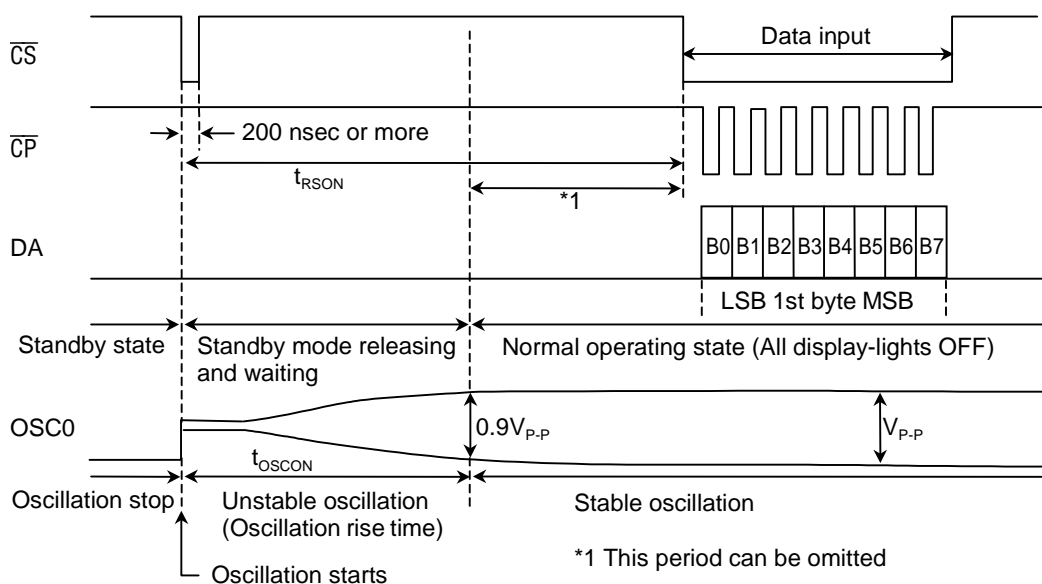 CS
Data input
CP
200 nsec or more
tRSON
*1
DA
B0 B1 B2 B3 B4 B5 B6 B7
LSB 1st byte MSB
Standby state
Standby mode releasing
and waiting
Normal operating state (All display-lights OFF)
OSC0
0.9VP-P
VP-P
tOSCON
Oscillation stop
Unstable oscillation
(Oscillation rise time)
Stable oscillation
*1 This period can be omitted
Oscillation starts